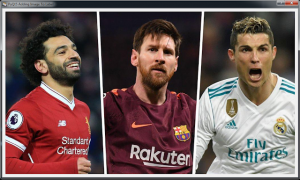 Standard
Chartered
Rakuten
Fly
Emirates